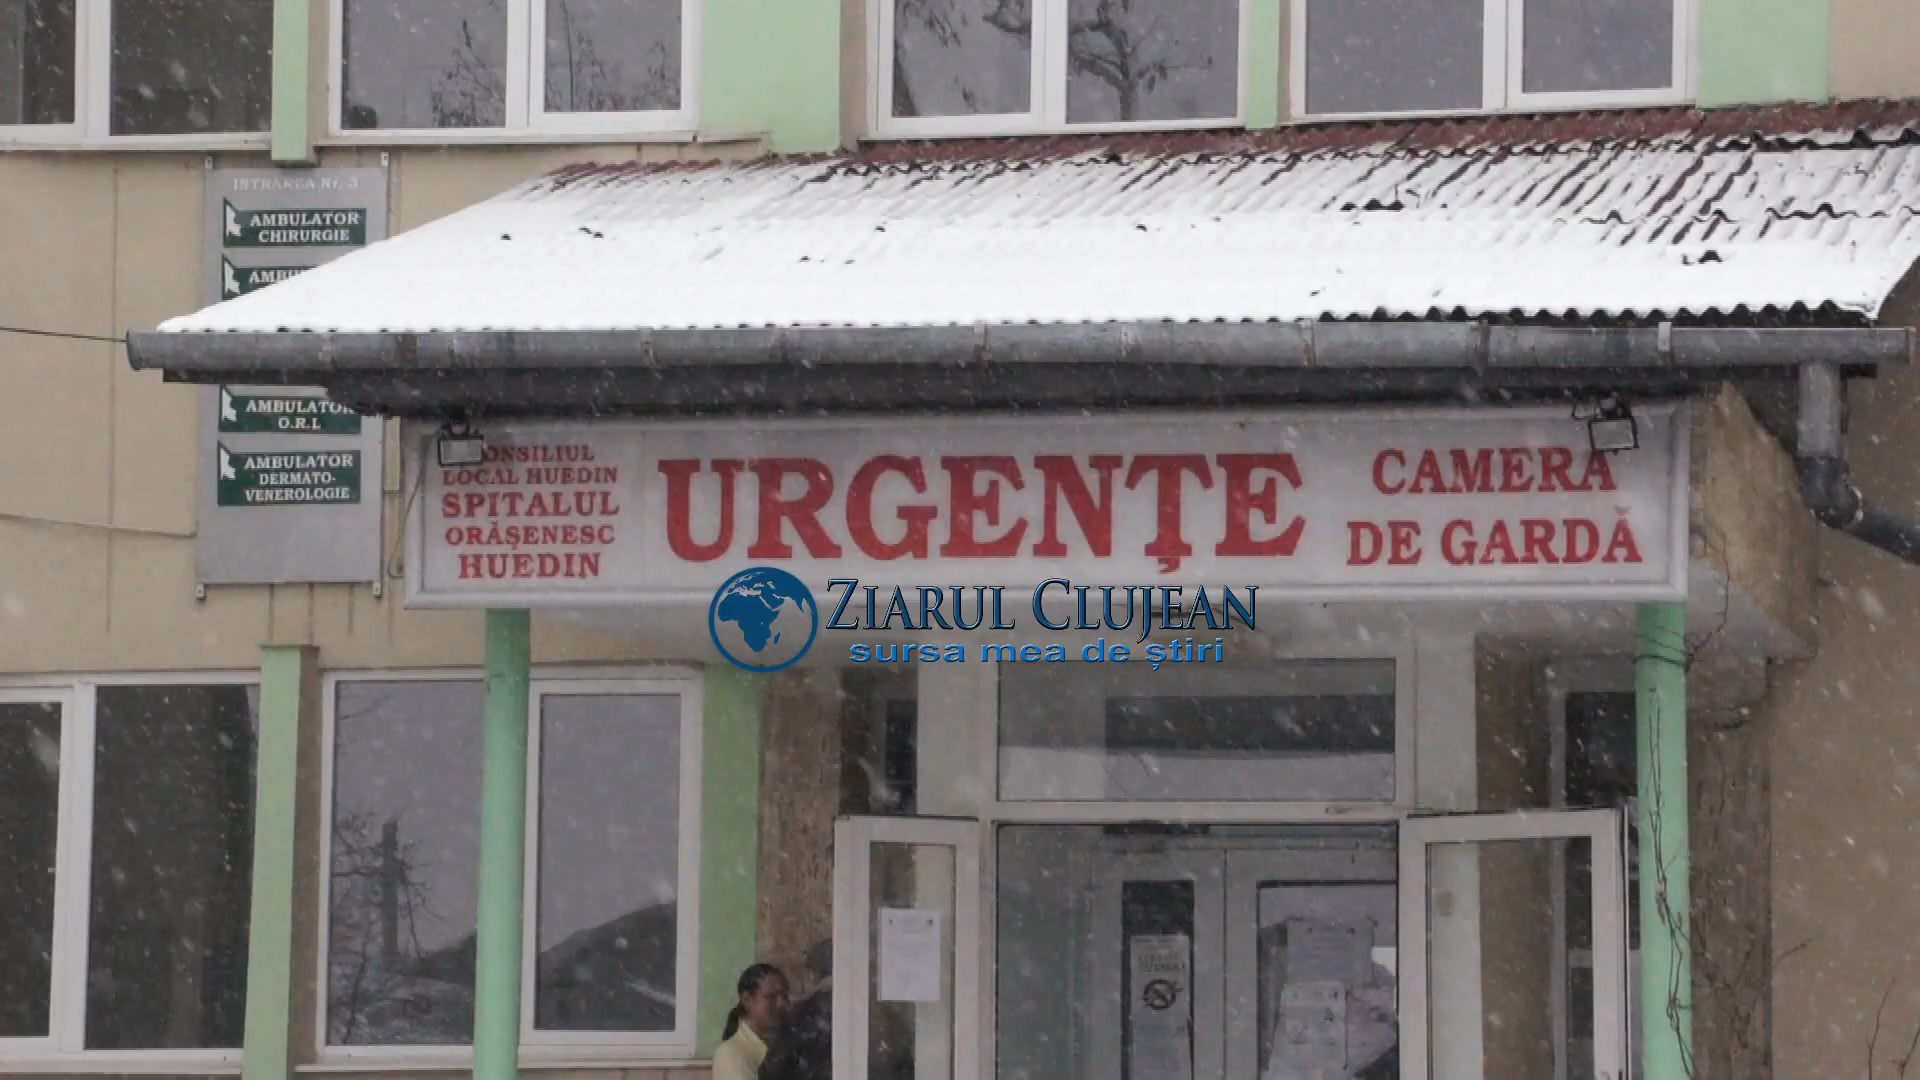 INTRAREA Nr. 3
AMBULATOR
CHIRURGIE
AMBULATOR
O.R.L
AMBULATOR
DERMATO-
VENEROLOGIE
CONSILIUL
LOCAL HUEDIN
SPITALUL
ORĂȘENESC
HUEDIN
URGENȚE
CAMERA
DE GARDĂ
ZIARUL CLUJEAN
sursa mea de știri